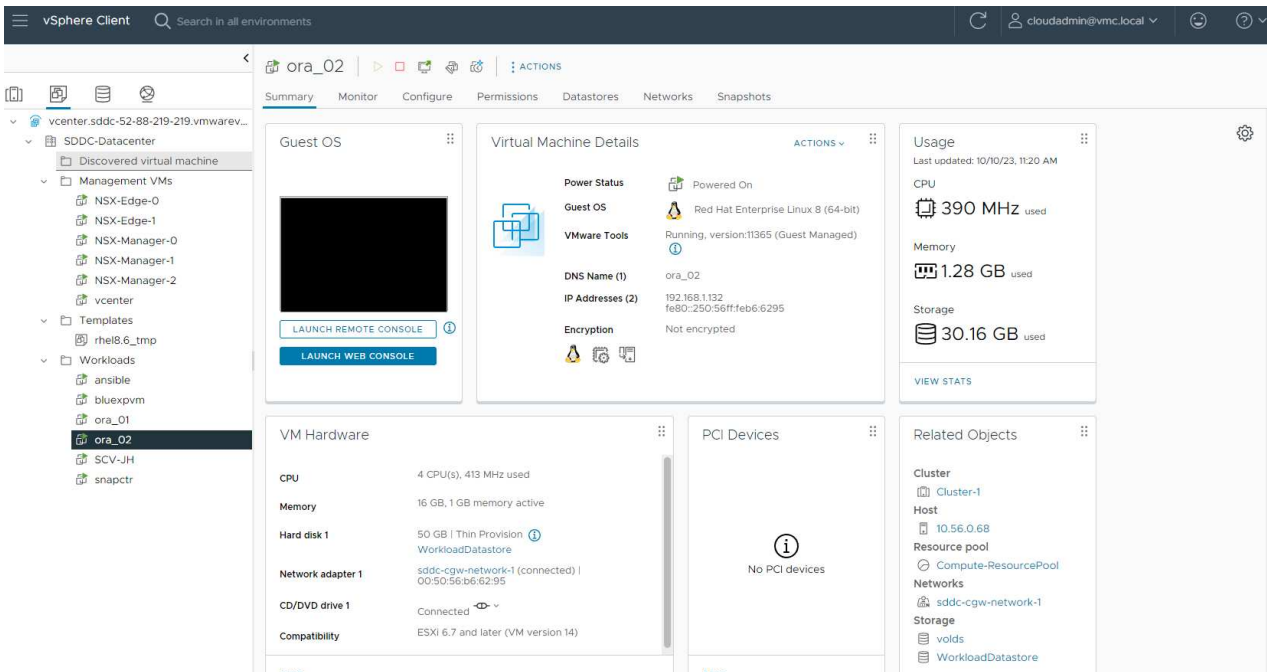 vSphere Client
Search in all environments
cloudadmin@vmc.local
ora_02
ACTIONS
Summary Monitor Configure Permissions Datastores Networks Snapshots
vcenter.sddc-52-88-219-219.vmwarev...
SDDC-Datacenter
Discovered virtual machine
Management VMs
NSX-Edge-0
NSX-Edge-1
NSX-Manager-0
NSX-Manager-1
NSX-Manager-2
vcenter
Templates
rhel8.6_tmp
Workloads
ansible
bluexpvm
ora_01
ora_02
SCV-JH
snapctr
Guest OS
LAUNCH REMOTE CONSOLE
LAUNCH WEB CONSOLE
Virtual Machine Details
ACTIONS
Power Status Powered On
Guest OS Red Hat Enterprise Linux 8 (64-bit)
VMware Tools Running, version:11365 (Guest Managed)
DNS Name (1) ora_02
IP Addresses (2) 192.168.1.132
fe80::250:56ff:feb6:6295
Encryption Not encrypted
Usage
Last updated: 10/10/23, 11:20 AM
CPU
390 MHz used
Memory
1.28 GB used
Storage
30.16 GB used
VIEW STATS
VM Hardware
CPU 4 CPU(s), 413 MHz used
Memory 16 GB, 1 GB memory active
Hard disk 1 50 GB | Thin Provision
WorkloadDatastore
Network adapter 1 sddc-cgw-network-1 (connected) |
00:50:56:b6:62:95
CD/DVD drive 1 Connected
Compatibility ESXi 6.7 and later (VM version 14)
PCI Devices
No PCI devices
Related Objects
Cluster
Cluster-1
Host
10.56.0.68
Resource pool
Compute-ResourcePool
Networks
sddc-cgw-network-1
Storage
volds
WorkloadDatastore